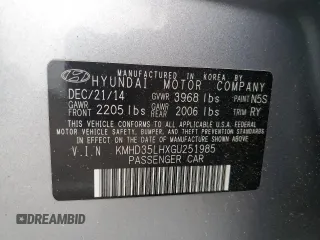 MANUFACTURED IN KOREA BY
HYUNDAI MOTOR COMPANY
DEC/21/14 GVWR 3968 lbs PAINT N5S
GAWR FRONT 2205 lbs GAWR REAR 2006 lbs TRIM RY
THIS VEHICLE CONFORMS TO ALL APPLICABLE U.S.A. FEDERAL
MOTOR VEHICLE SAFETY, BUMPER, AND THEFT PREVENTION STANDARDS
IN EFFECT ON THE DATE OF MANUFACTURE SHOWN ABOVE.
V.I.N KMHD35LHXGU251985
PASSENGER CAR
DREAMBID